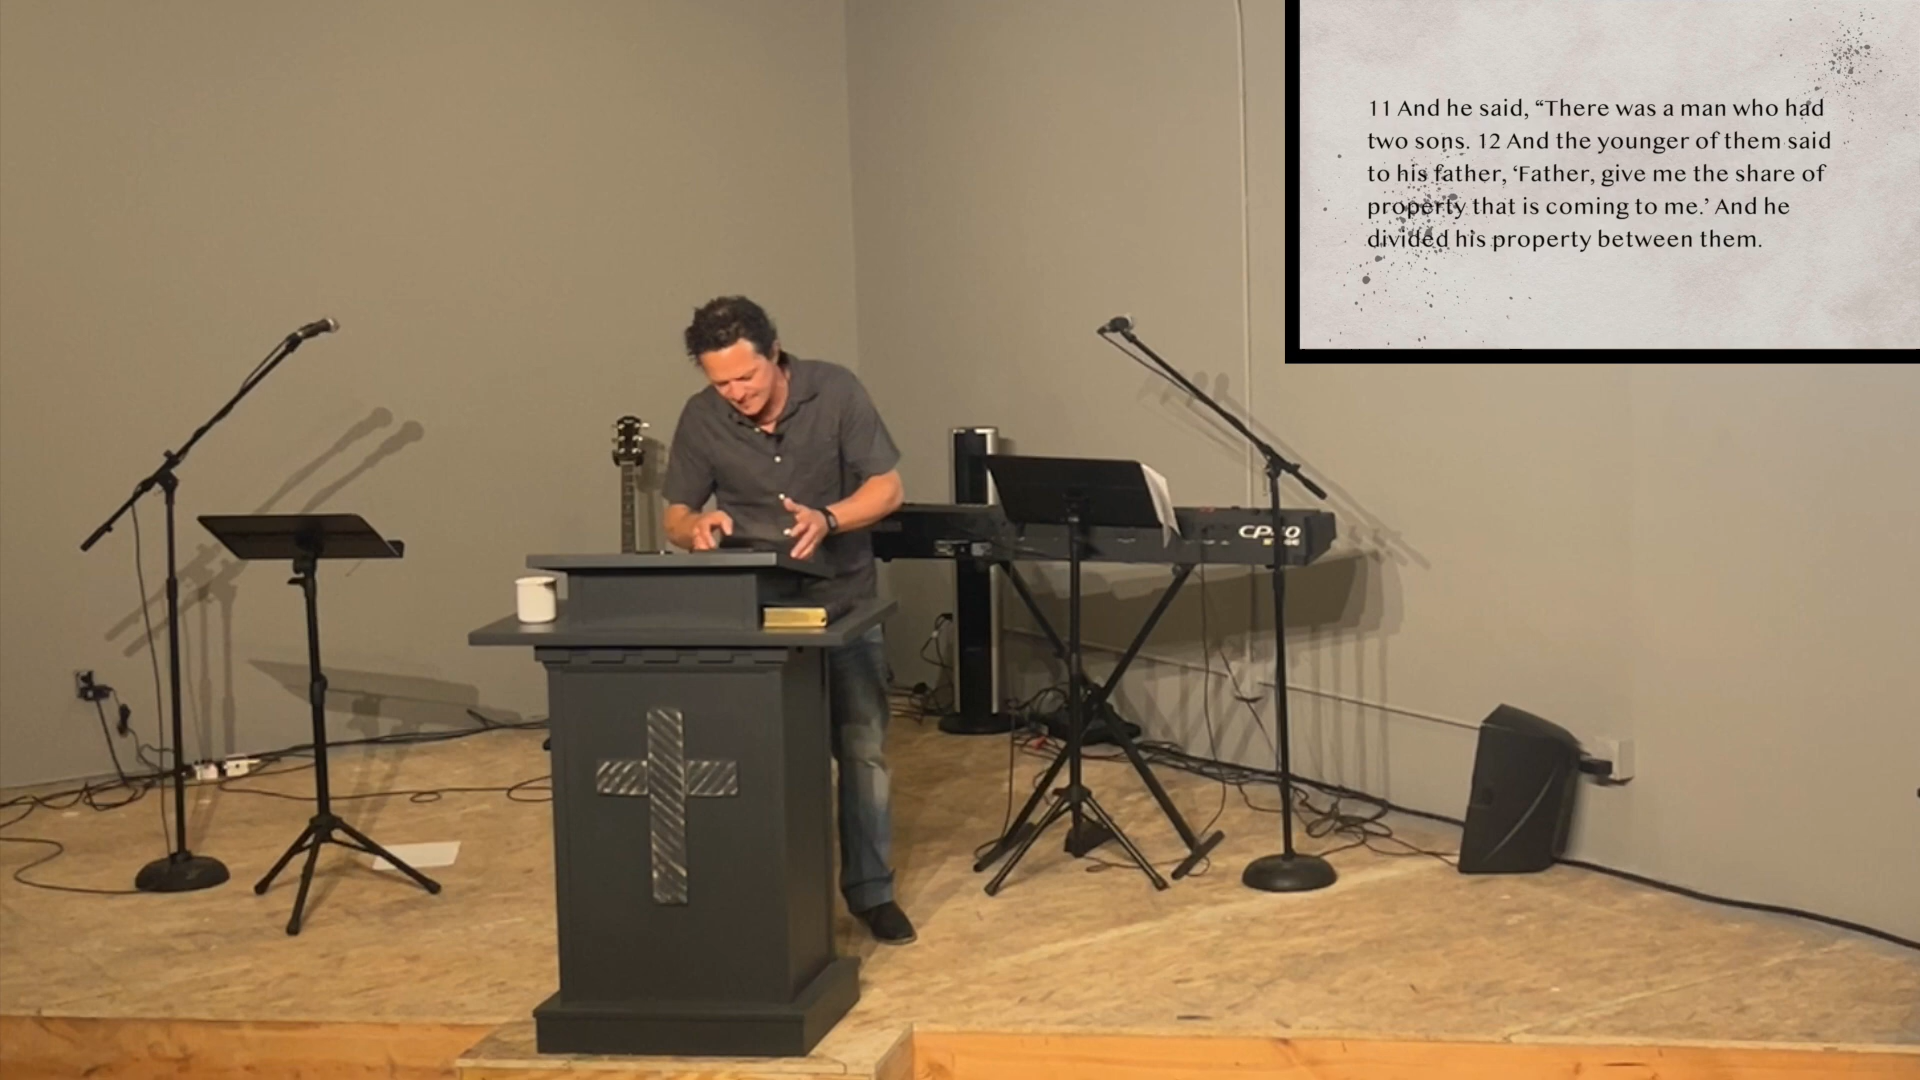 11 And he said, “There was a man who had
two sons. 12 And the younger of them said
to his father, ‘Father, give me the share of
property that is coming to me.’ And he
divided his property between them.